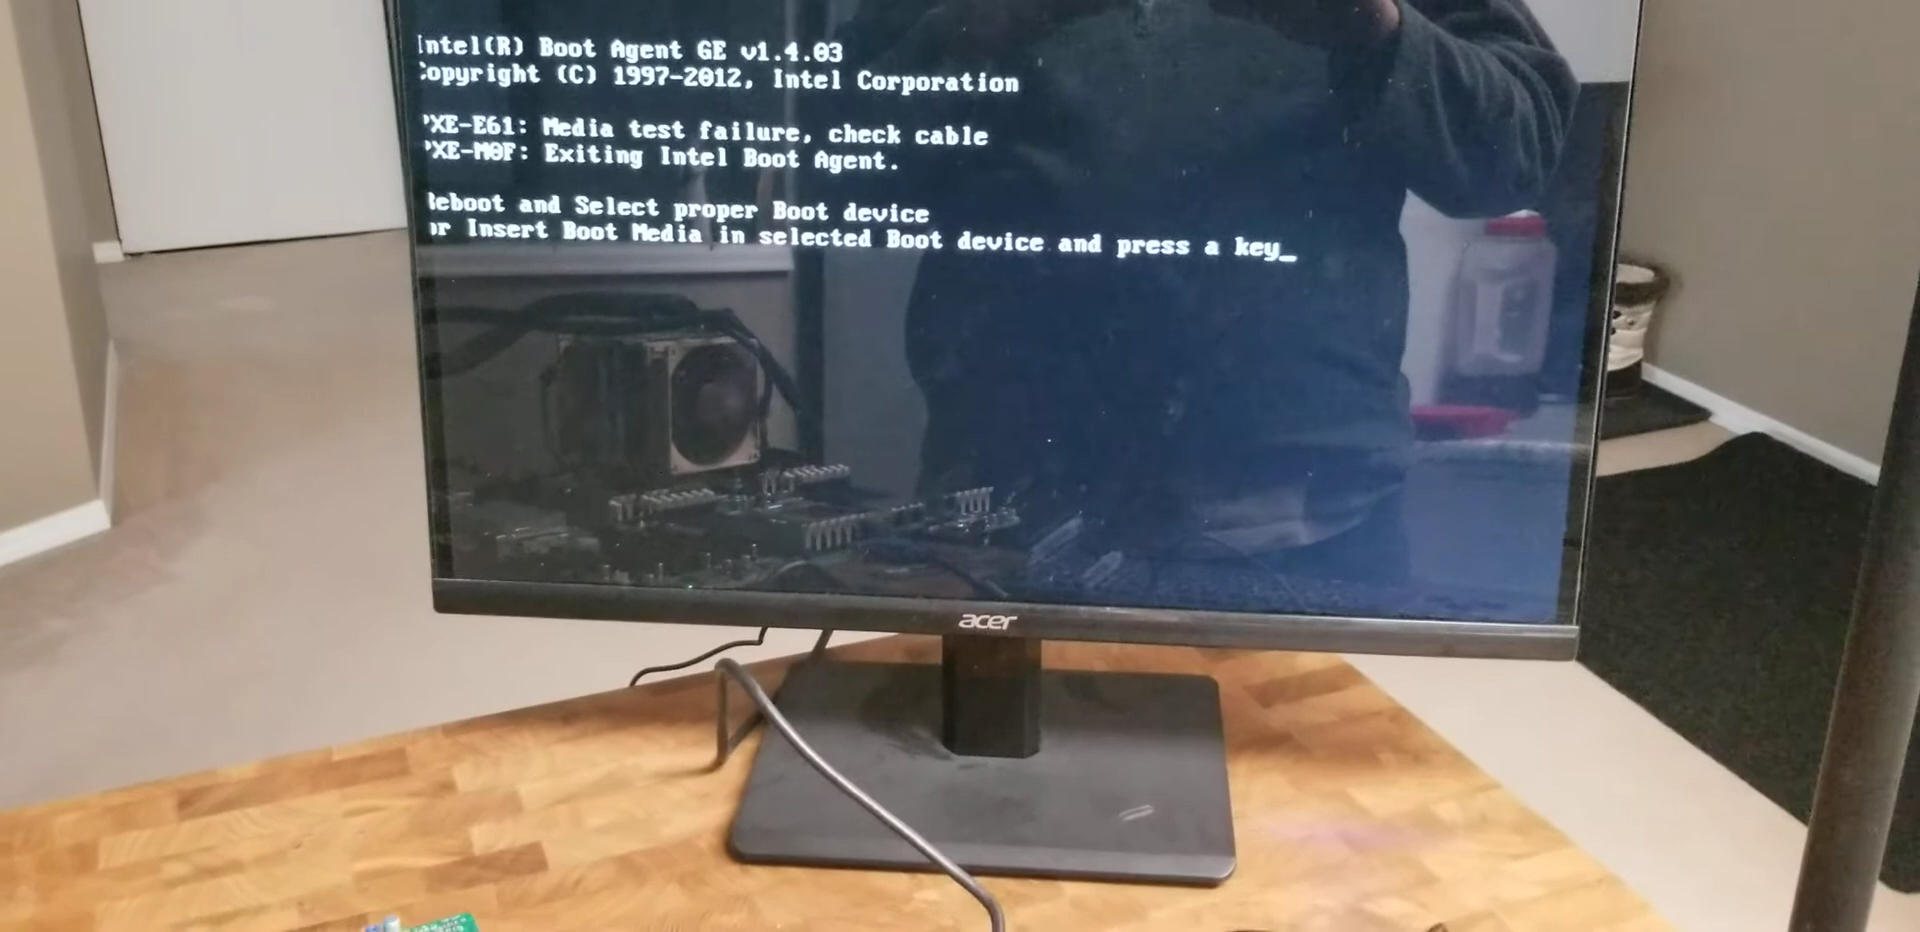 Intel(R) Boot Agent GE v1.4.03
Copyright (C) 1997-2012, Intel Corporation
PXE-E61: Media test failure, check cable
PXE-M0F: Exiting Intel Boot Agent.
Reboot and Select proper Boot device
or Insert Boot Media in selected Boot device and press a key_
acer